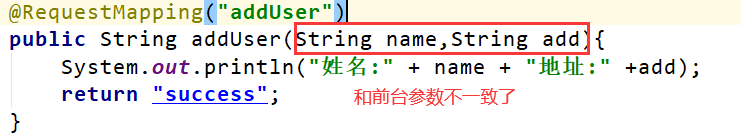 @RequestMapping("addUser")
public String addUser(String name,String add){
System.out.println("姓名:" + name + "地址:" +add);
return "success";
和前台参数不一致了
}